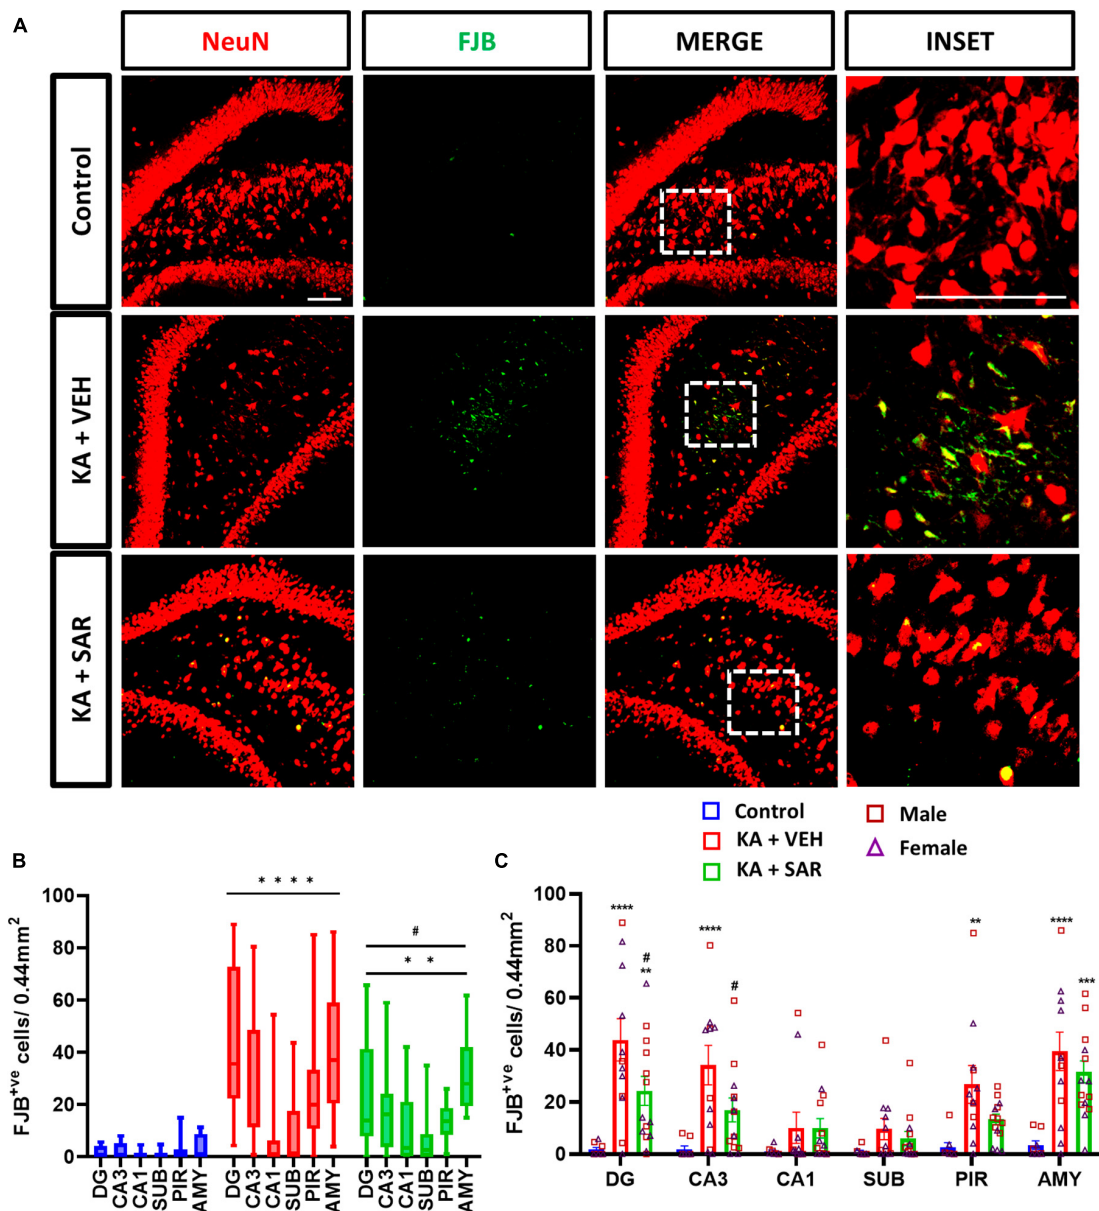 A
NeuN
FJB
MERGE
INSET
Control
KA + VEH
KA + SAR
Control
KA + VEH
KA + SAR
Male
Female
B
FJB+ve cells/ 0.44mm2
100
80
60
40
20
0
* * * *
#
* *
DG CA3 CA1 SUB PIR AMY DG CA3 CA1 SUB PIR AMY DG CA3 CA1 SUB PIR AMY
C
FJB+ve cells/ 0.44mm2
100
80
60
40
20
0
****
#
**
****
#
**
****
***
DG CA3 CA1 SUB PIR AMY